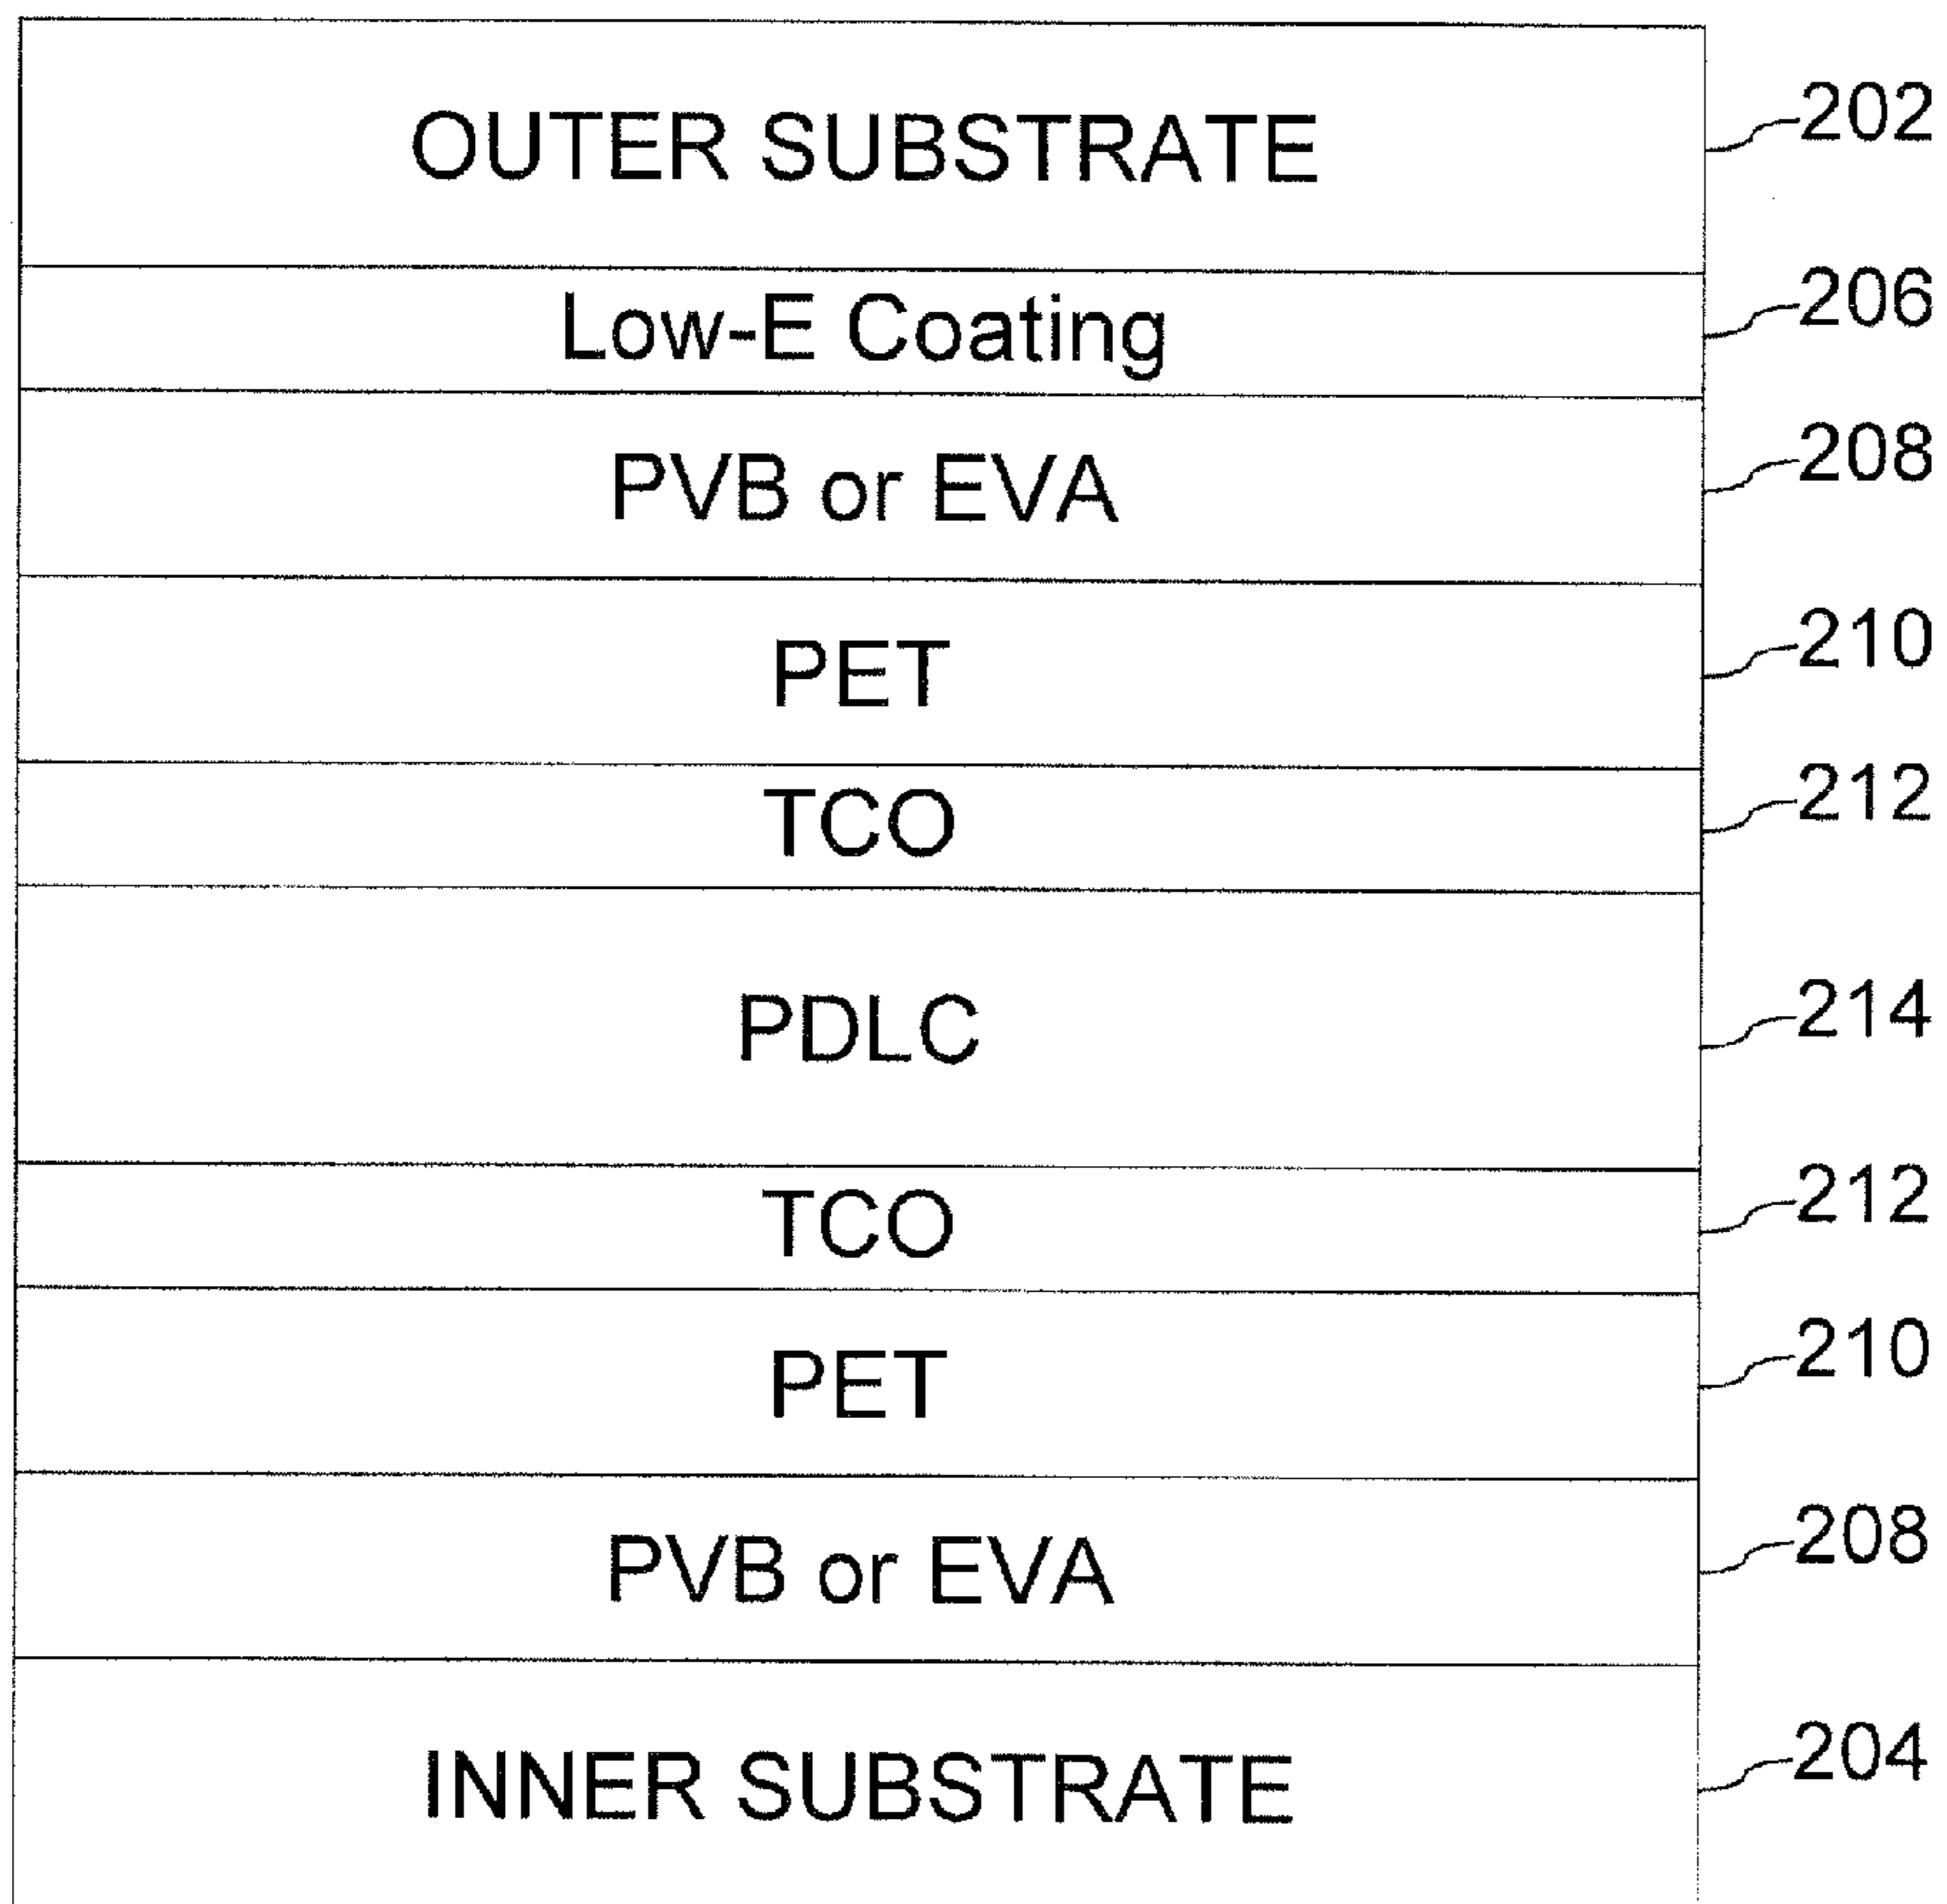 OUTER SUBSTRATE 202
Low-E Coating 206
PVB or EVA 208
PET 210
TCO 212
PDLC 214
TCO 212
PET 210
PVB or EVA 208
INNER SUBSTRATE 204